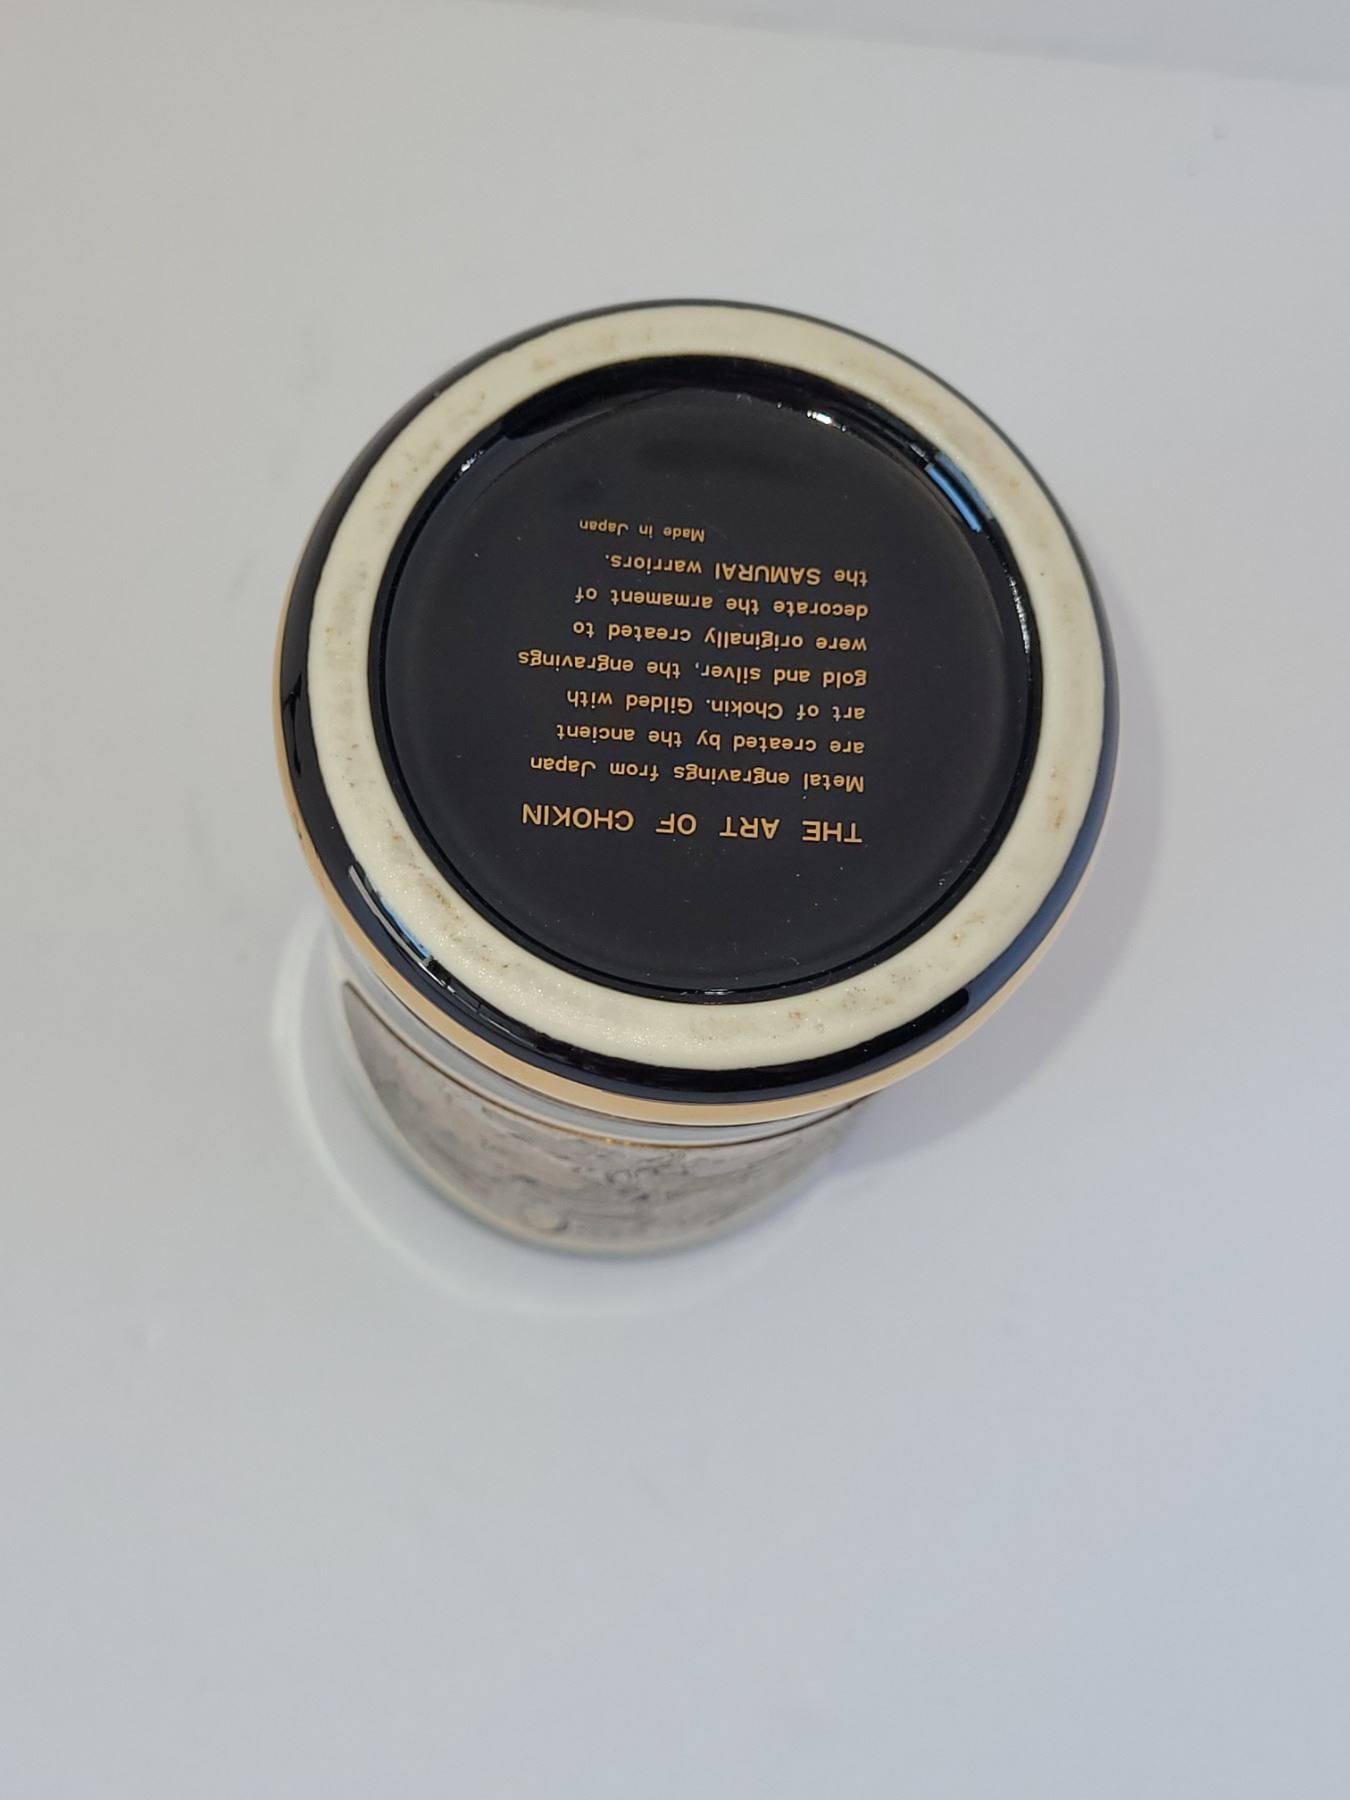 THE ART OF CHOKIN
Metal engravings from Japan
are created by the ancient
art of Chokin. Gilded with
gold and silver, the engravings
were originally created to
decorate the armament of
the SAMURAI warriors.
Made in Japan